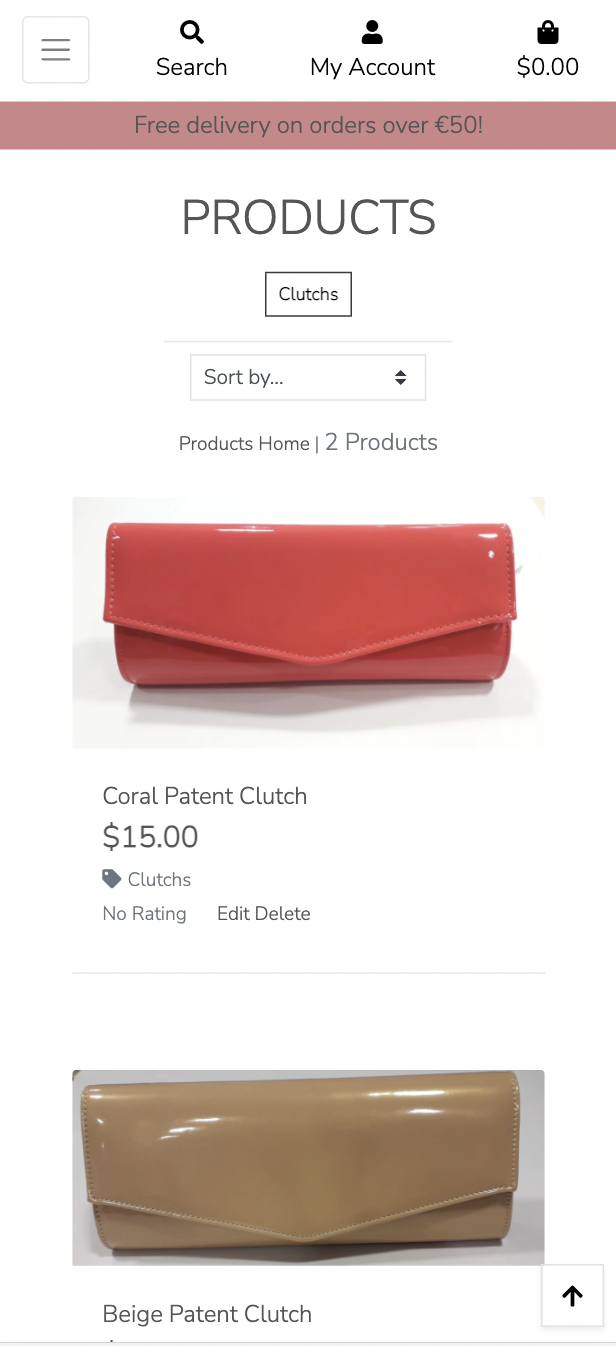 Search My Account $0.00
Free delivery on orders over €50!
PRODUCTS
Clutchs
Sort by...
Products Home | 2 Products
Coral Patent Clutch
$15.00
Clutchs
No Rating Edit Delete
Beige Patent Clutch